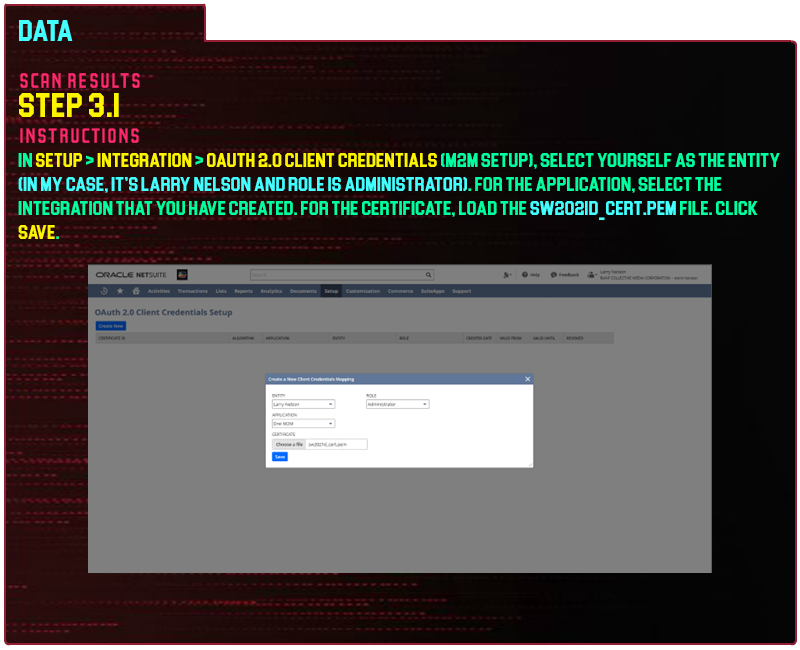 DATA
SCAN RESULTS
STEP 3.1
INSTRUCTIONS
IN SETUP > INTEGRATION > OAUTH 2.0 CLIENT CREDENTIALS (M2M SETUP), SELECT YOURSELF AS THE ENTITY
(IN MY CASE, IT'S LARRY NELSON AND ROLE IS ADMINISTRATOR). FOR THE APPLICATION, SELECT THE
INTEGRATION THAT YOU HAVE CREATED. FOR THE CERTIFICATE, LOAD THE SW2021D_CERT.PEM FILE. CLICK
SAVE.
ORACLE NETSUITE Search Help Feedback Larry Nelson
Activities Transactions Lists Reports Analytics Documents Setup Customization Commerce SuiteApps Support
OAuth 2.0 Client Credentials Setup
Create New
CERTIFICATE ID ALGORITHM APPLICATION ENTITY ROLE CREATED DATE VALID FROM VALID UNTIL REVOKED
Create a New Client Credentials Mapping
ENTITY ROLE
Larry Nelson Administrator
APPLICATION
One M2M
CERTIFICATE
Choose a file sw2021d_cert.pem
Save